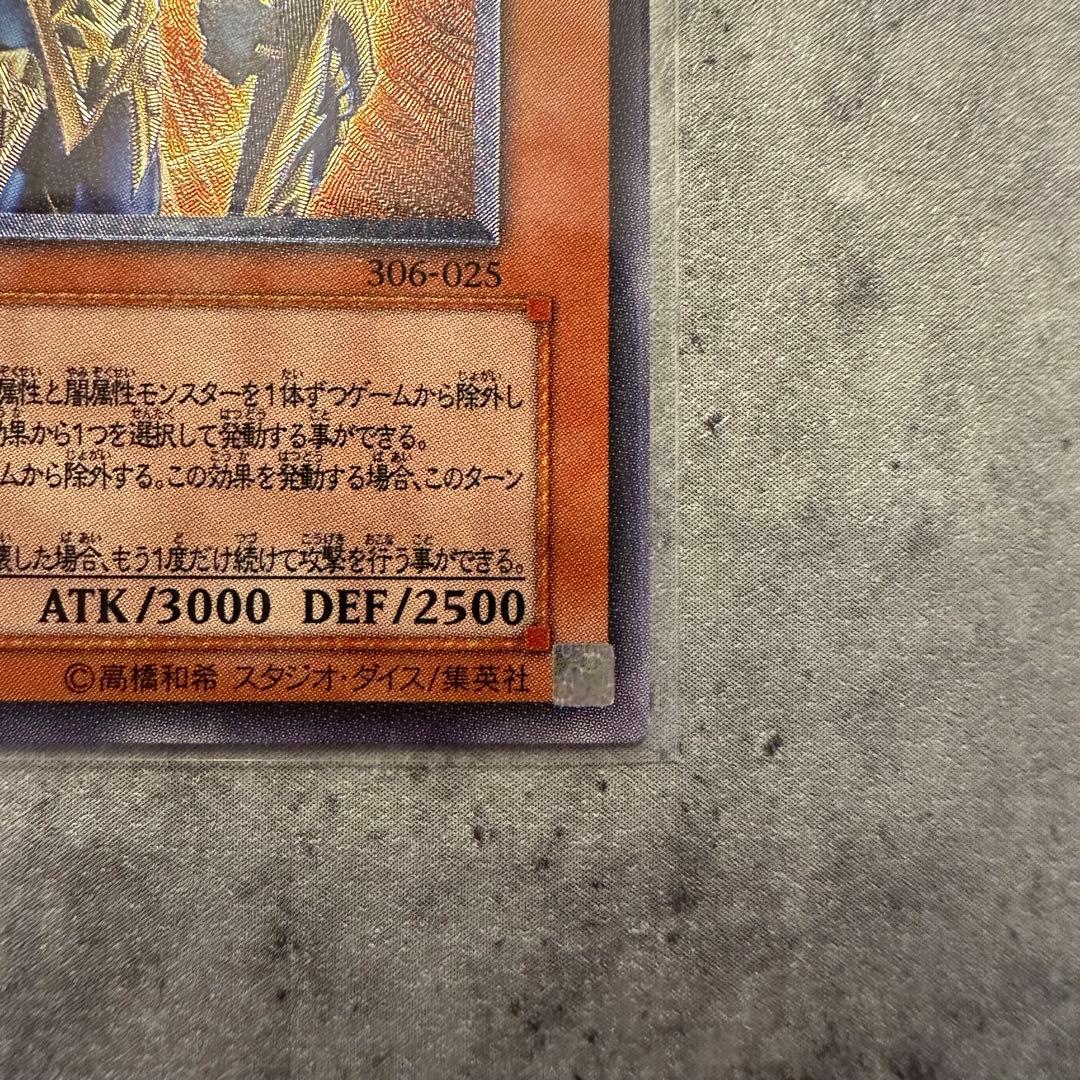 306-025
属性と闇属性モンスターを1体ずつゲームから除外し
効果から1つを選択して発動する事ができる。
ムから除外する。この効果を発動する場合、このターン
壊した場合、もう1度だけ続けて攻撃を行う事ができる。
ATK/3000 DEF/2500
©高橋和希 スタジオ・ダイス/集英社